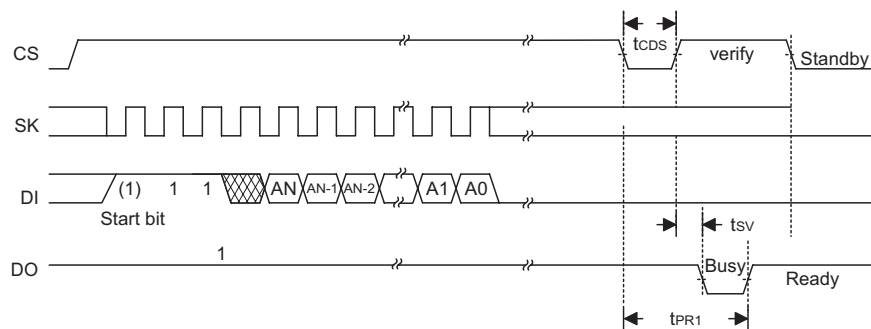 tCDS
CS
verify
Standby
SK
DI
(1) 1 1 AN AN-1 AN-2 A1 A0
Start bit
tSV
1
DO
Busy
Ready
tPR1